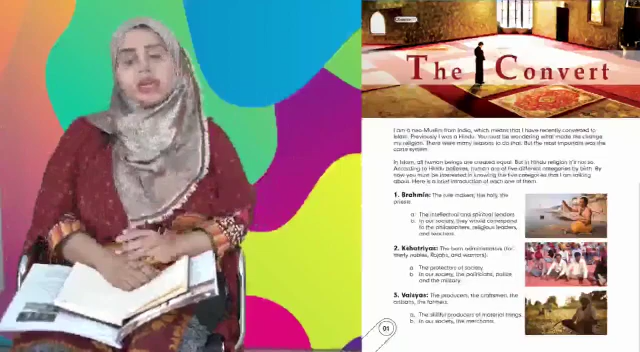 The Convert
I am a neo-Muslim from India, which means that I have recently converted to
Islam. Previously I was a Hindu. You must be wondering what made me change
my religion. There were many reasons to do that. But the most important was the
caste system.
In Islam, all human beings are created equal. But in Hindu religion it's not so.
According to Hindu believes, human are of five different categories by birth. By
now you must be interested in knowing the five categories that I am talking
about. Here is a brief introduction of each one of them.
1. Brahmin: The law makers, the holy, the
priests
a. The intellectual and spiritual leaders
b. In our society, they would correspond
to the philosophers, religious leaders,
and teachers.
2. Kshatriyas: The born administrators (for
merly nobles, Rajahs, and warriors).
a. The protectors of society
b. In our society, the politicians, police
and the military
3. Vaisyas: The producers, the craftsmen, the
artisans, the farmers
a. The skillful producers of material things
b. In our society, the merchants.
01